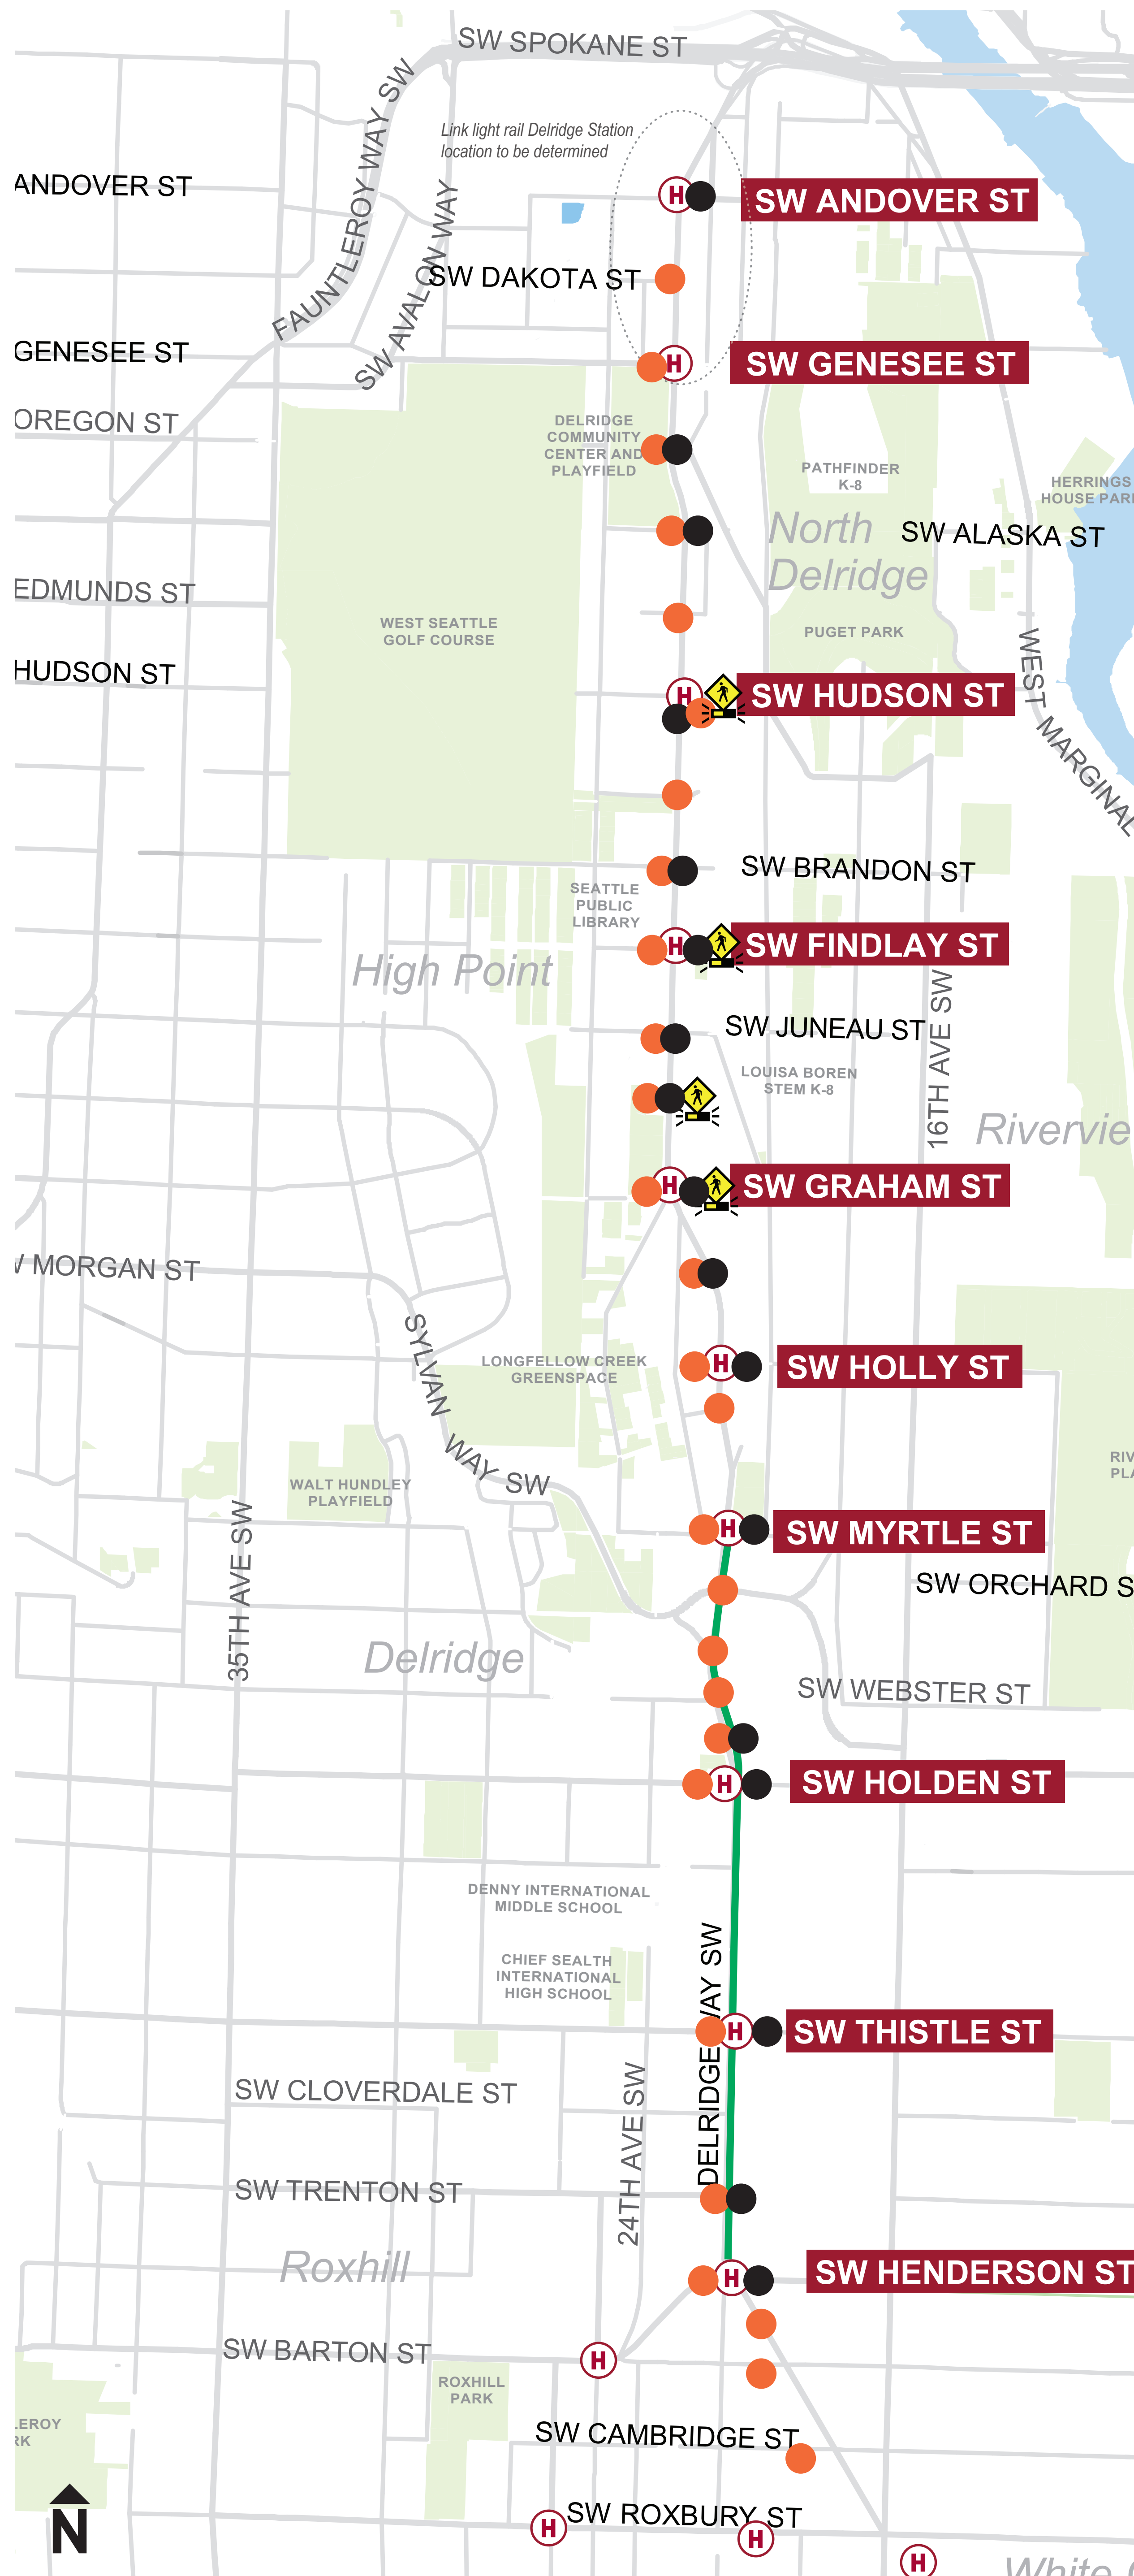 SW SPOKANE ST
FAUNTLEROY WAY SW
Link light rail Delridge Station
location to be determined
ANDOVER ST
SW AVALON WAY
H
SW ANDOVER ST
SW DAKOTA ST
GENESEE ST
H
SW GENESEE ST
OREGON ST
DELRIDGE
COMMUNITY
CENTER AND
PLAYFIELD
PATHFINDER
K-8
HERRINGS
HOUSE PARK
North
Delridge
SW ALASKA ST
EDMUNDS ST
WEST SEATTLE
GOLF COURSE
PUGET PARK
WEST MARGINAL
HUDSON ST
H
SW HUDSON ST
SW BRANDON ST
SEATTLE
PUBLIC
LIBRARY
H
SW FINDLAY ST
High Point
16TH AVE SW
SW JUNEAU ST
LOUISA BOREN
STEM K-8
Rivervie
H
SW GRAHAM ST
W MORGAN ST
SYLVAN WAY SW
LONGFELLOW CREEK
GREENSPACE
H
SW HOLLY ST
RIV
PLA
WALT HUNDLEY
PLAYFIELD
35TH AVE SW
H
SW MYRTLE ST
SW ORCHARD S
Delridge
SW WEBSTER ST
H
SW HOLDEN ST
DENNY INTERNATIONAL
MIDDLE SCHOOL
CHIEF SEALTH
INTERNATIONAL
HIGH SCHOOL
DELRIDGE WAY SW
H
SW THISTLE ST
SW CLOVERDALE ST
24TH AVE SW
SW TRENTON ST
Roxhill
H
SW HENDERSON ST
SW BARTON ST
H
ROXHILL
PARK
LEROY
RK
SW CAMBRIDGE ST
N
SW ROXBURY ST
H
H
H
White